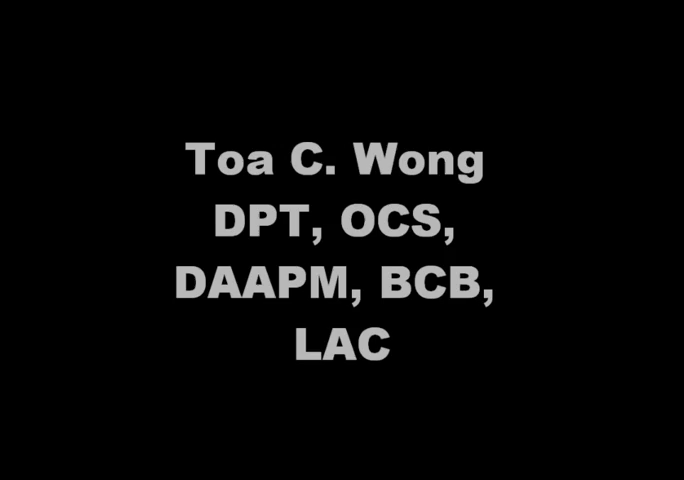 Toa C. Wong
DPT, OCS,
DAAPM, BCB,
LAC